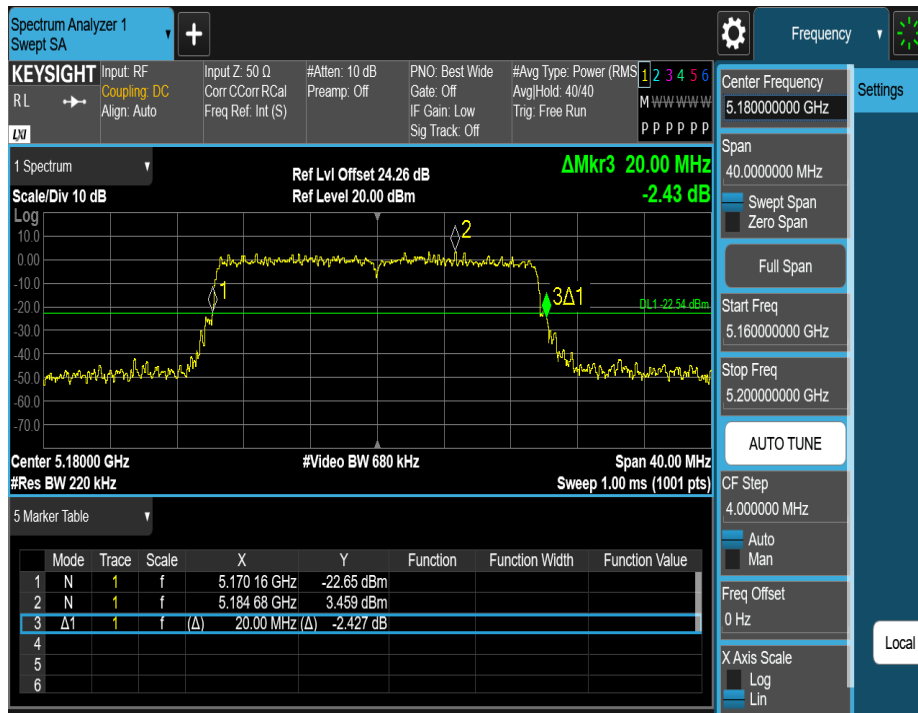 Spectrum Analyzer 1
Swept SA
+
Frequency
KEYSIGHT
RL
LXI
Input: RF
Coupling: DC
Align: Auto
Input Z: 50 Ω
Corr CCorr RCal
Freq Ref: Int (S)
#Atten: 10 dB
Preamp: Off
PNO: Best Wide
Gate: Off
IF Gain: Low
Sig Track: Off
#Avg Type: Power (RMS
Avg|Hold: 40/40
Trig: Free Run
1 2 3 4 5 6
M W W W W W
P P P P P P
Center Frequency
5.180000000 GHz
Settings
Span
40.0000000 MHz
Swept Span
Zero Span
Full Span
Start Freq
5.160000000 GHz
Stop Freq
5.200000000 GHz
AUTO TUNE
CF Step
4.000000 MHz
Auto
Man
Freq Offset
0 Hz
X Axis Scale
Log
Lin
Local
1 Spectrum
Scale/Div 10 dB
Ref Lvl Offset 24.26 dB
Ref Level 20.00 dBm
ΔMkr3 20.00 MHz
-2.43 dB
Log
10.0
0.00
-10.0
-20.0
-30.0
-40.0
-50.0
-60.0
-70.0
1
2
3Δ1
DL1 -22.54 dBm
Center 5.18000 GHz
#Video BW 680 kHz
Span 40.00 MHz
#Res BW 220 kHz
Sweep 1.00 ms (1001 pts)
5 Marker Table
Mode Trace Scale X Y Function Function Width Function Value
1 N 1 f 5.170 16 GHz -22.65 dBm
2 N 1 f 5.184 68 GHz 3.459 dBm
3 Δ1 1 f (Δ) 20.00 MHz (Δ) -2.427 dB
4
5
6